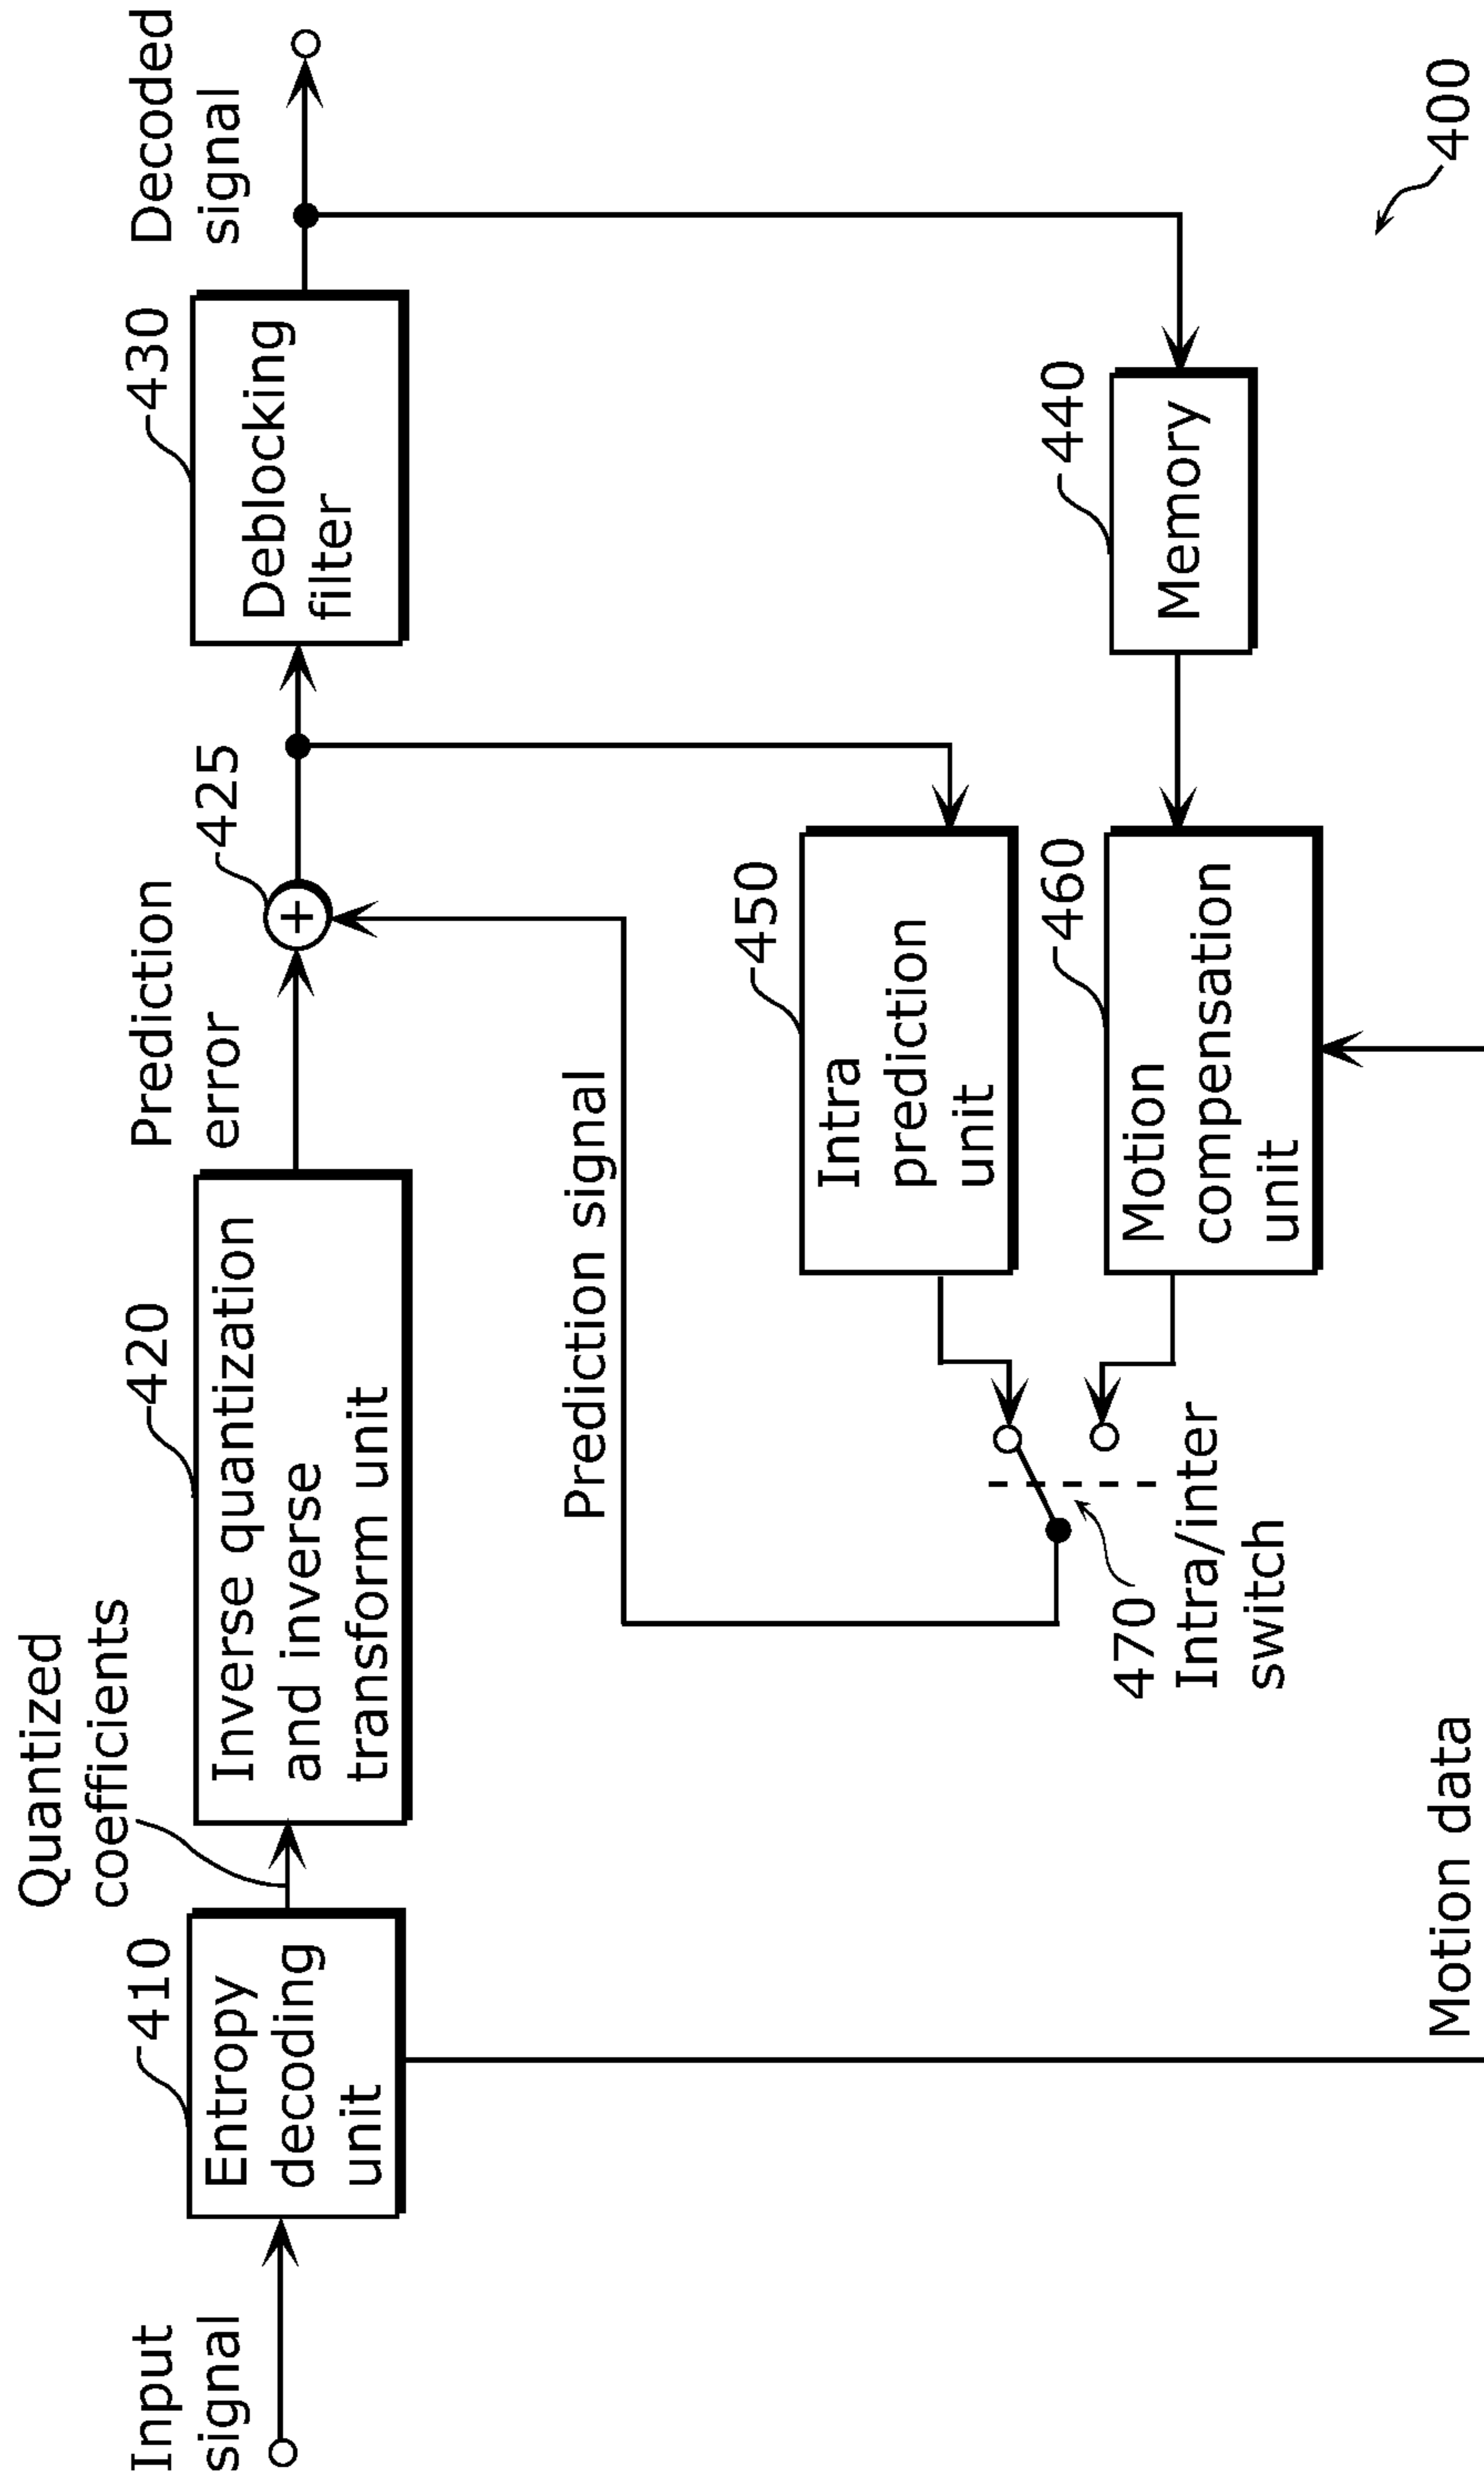 Quantized
coefficients
Input
signal
410
Entropy
decoding
unit
420
Inverse quantization
and inverse
transform unit
Prediction
error
425
430
Deblocking
filter
Decoded
signal
Prediction signal
450
Intra
prediction
unit
440
Memory
460
Motion
compensation
unit
470
Intra/inter
switch
Motion data
400